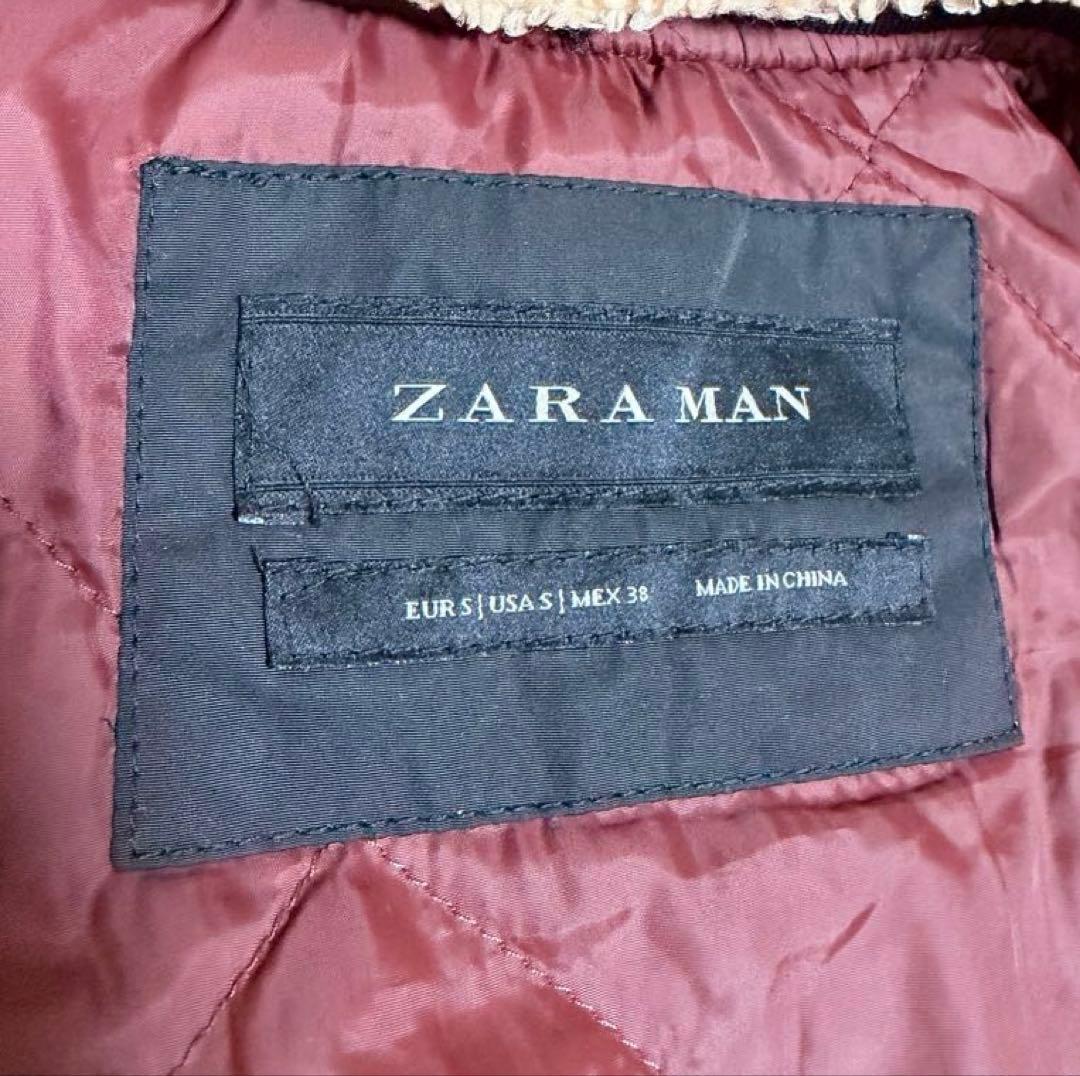 ZARA MAN
EUR S | USA S | MEX 38 MADE IN CHINA